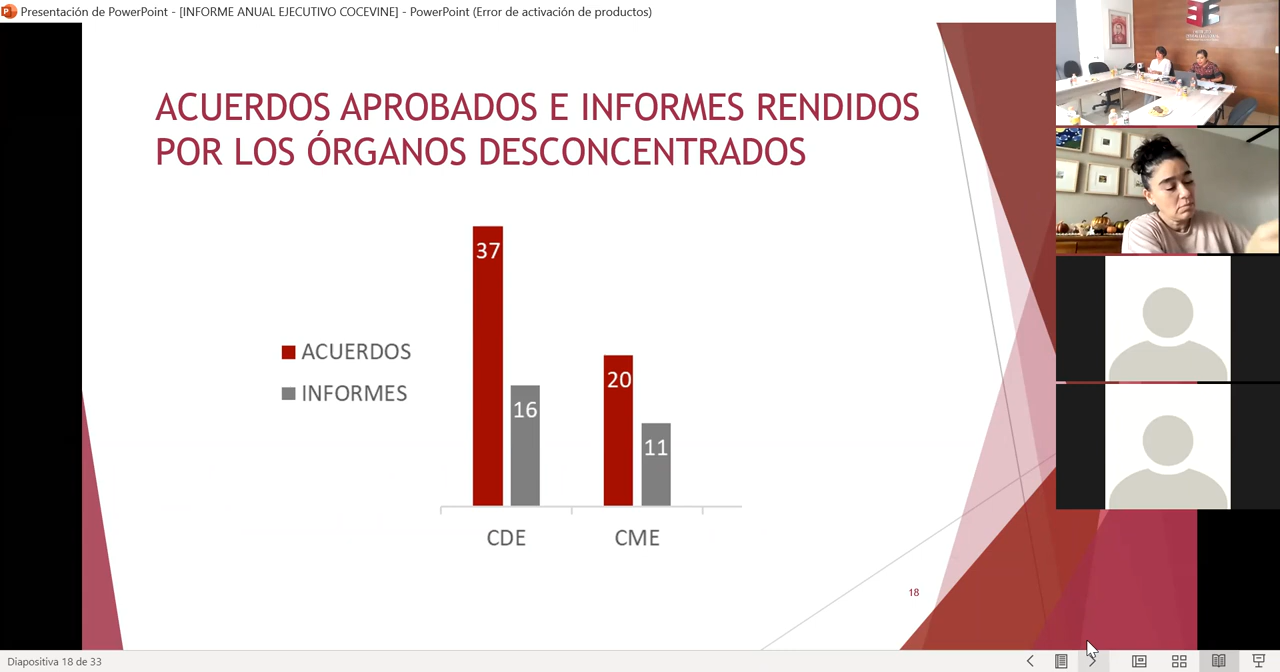 Presentación de PowerPoint - [INFORME ANUAL EJECUTIVO COCEVINE] - PowerPoint (Error de activación de productos)
ACUERDOS APROBADOS E INFORMES RENDIDOS
POR LOS ÓRGANOS DESCONCENTRADOS
37
16
20
11
ACUERDOS
INFORMES
CDE
CME
18
Diapositiva 18 de 33